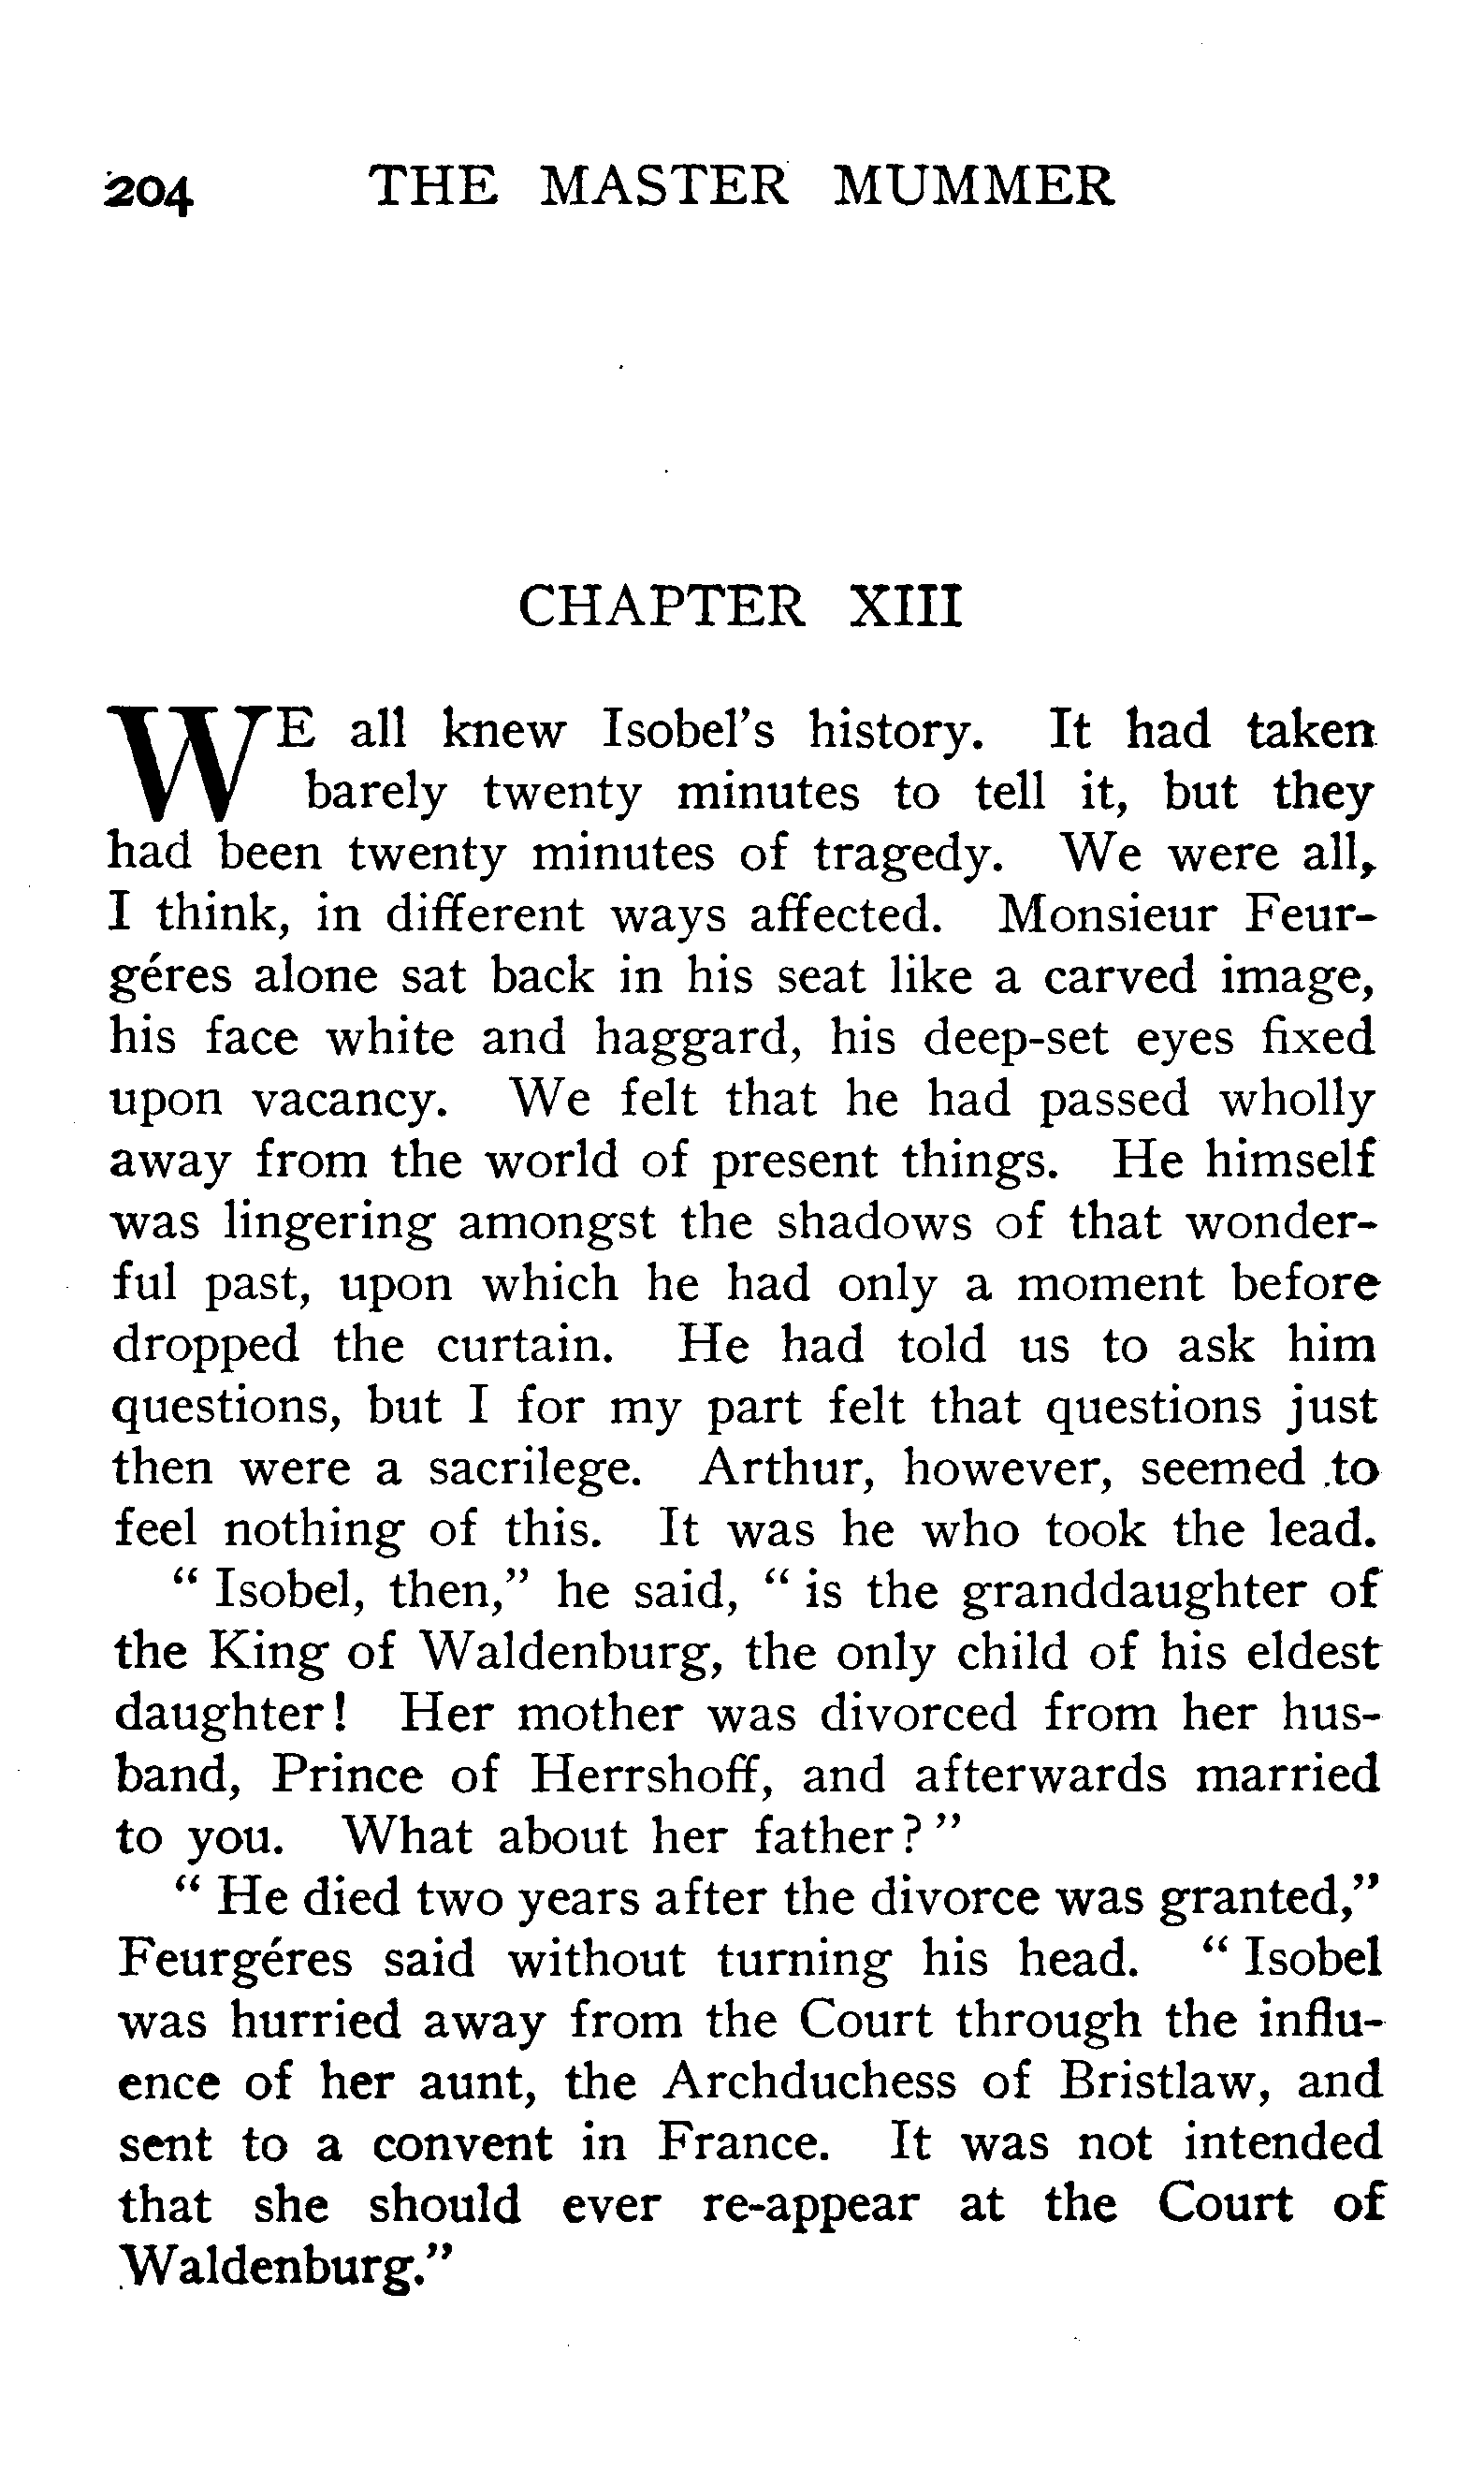 204 THE MASTER MUMMER
CHAPTER XIII
WE all knew Isobel's history. It had taken
barely twenty minutes to tell it, but they
had been twenty minutes of tragedy. We were all,
I think, in different ways affected. Monsieur Feur-
géres alone sat back in his seat like a carved image,
his face white and haggard, his deep-set eyes fixed
upon vacancy. We felt that he had passed wholly
away from the world of present things. He himself
was lingering amongst the shadows of that wonder-
ful past, upon which he had only a moment before
dropped the curtain. He had told us to ask him
questions, but I for my part felt that questions just
then were a sacrilege. Arthur, however, seemed to
feel nothing of this. It was he who took the lead.
" Isobel, then," he said, " is the granddaughter of
the King of Waldenburg, the only child of his eldest
daughter! Her mother was divorced from her hus-
band, Prince of Herrshoff, and afterwards married
to you. What about her father? "
" He died two years after the divorce was granted,"
Feurgéres said without turning his head. " Isobel
was hurried away from the Court through the influ-
ence of her aunt, the Archduchess of Bristlaw, and
sent to a convent in France. It was not intended
that she should ever re-appear at the Court of
Waldenburg."